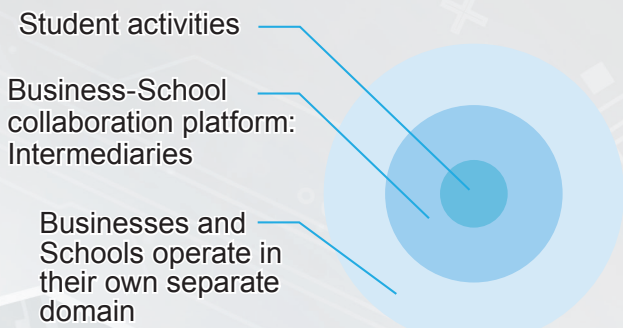 Student activities
Business-School
collaboration platform:
Intermediaries
Businesses and
Schools operate in
their own separate
domain